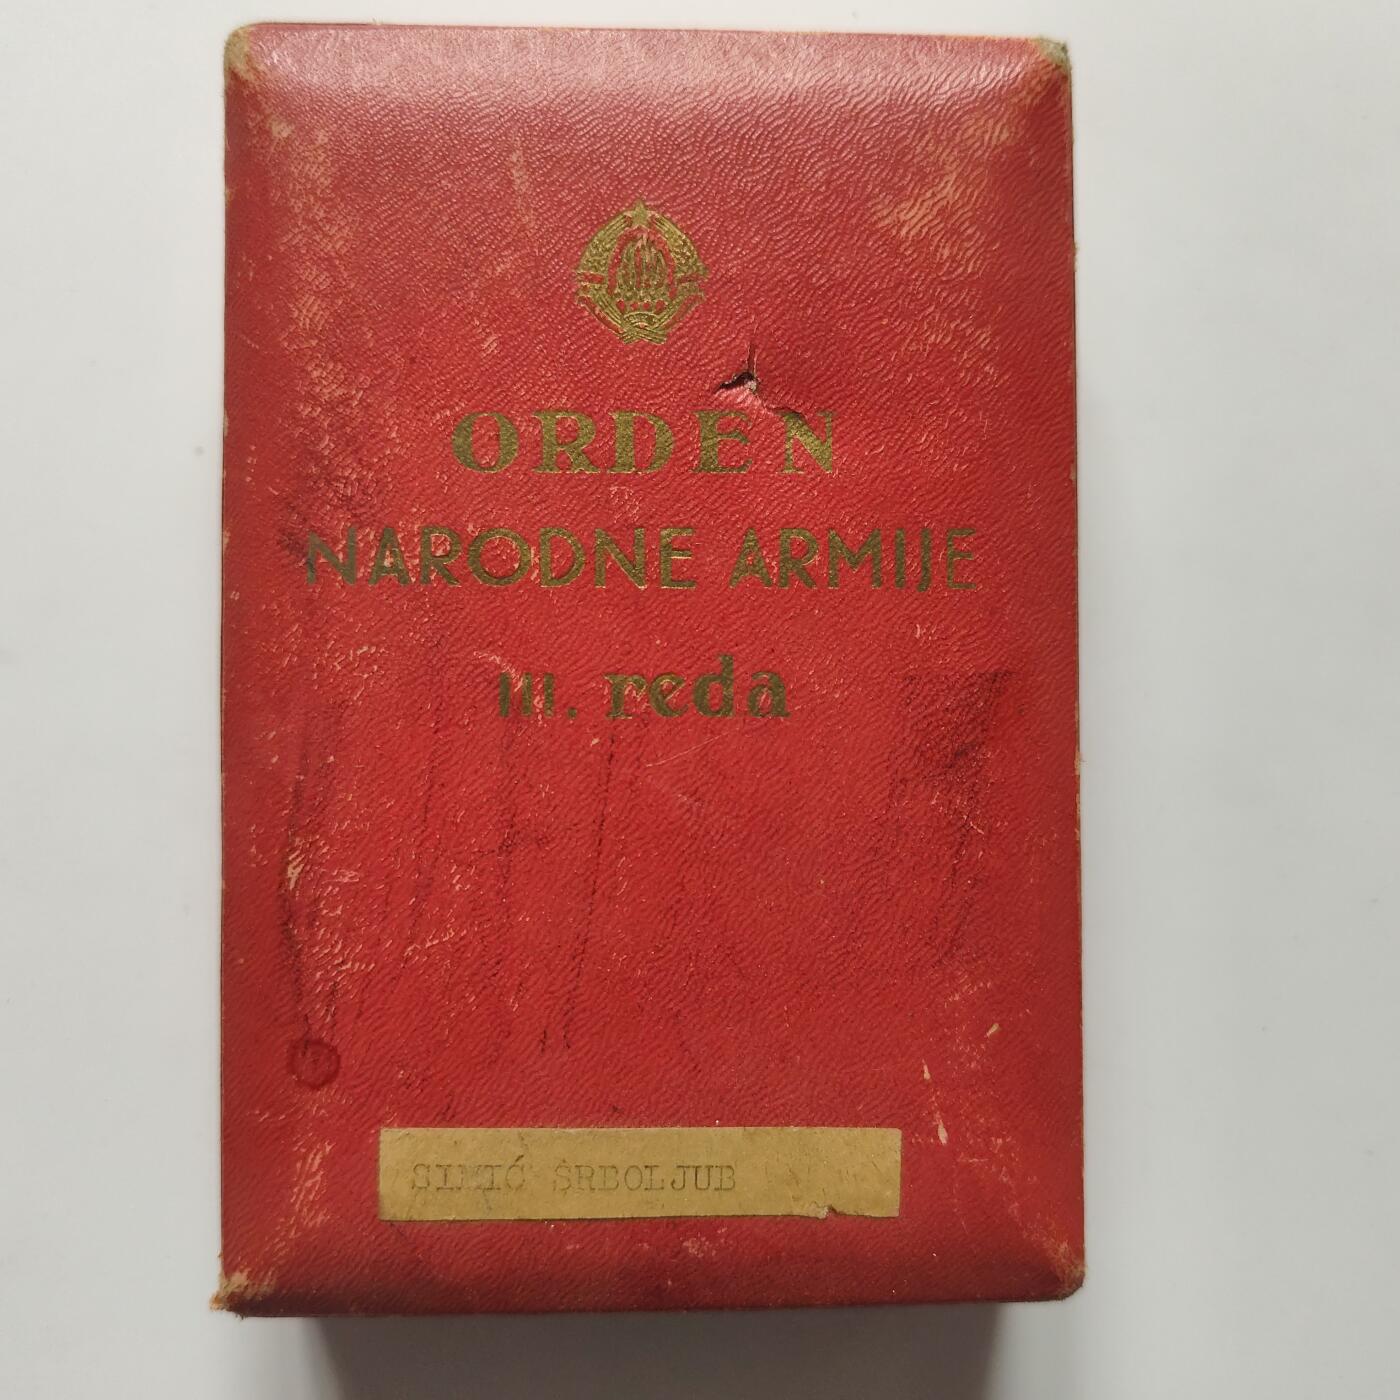 ORDEN
NARODNE ARMIJE
III. reda
SIMIĆ SRBOLJUB